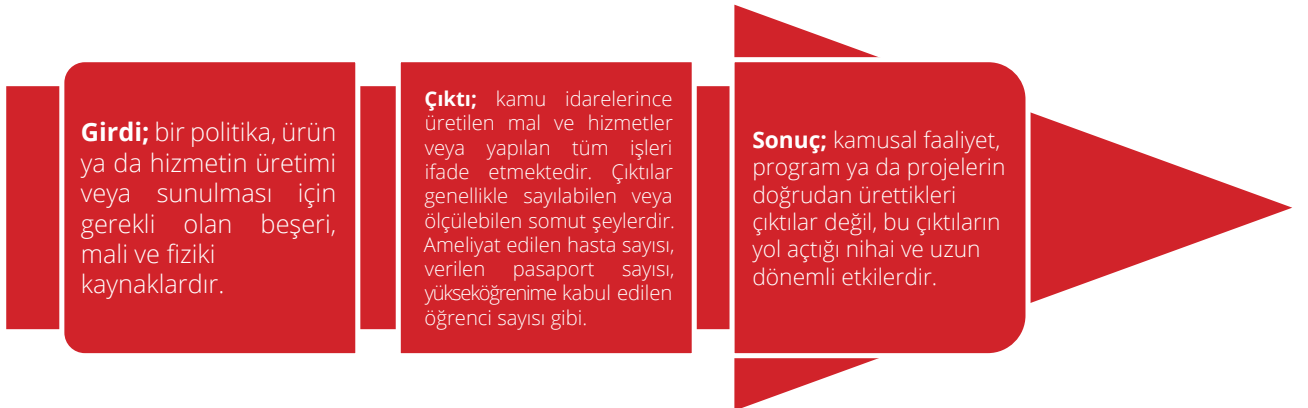 Girdi; bir politika, ürün
ya da hizmetin üretimi
veya sunulması için
gerekli olan beşeri,
mali ve fiziki
kaynaklardır.
Çıktı; kamu idarelerince
üretilen mal ve hizmetler
veya yapılan tüm işleri
ifade etmektedir. Çıktılar
genellikle sayılabilen veya
ölçülebilen somut şeylerdir.
Ameliyat edilen hasta sayısı,
verilen pasaport sayısı,
yükseköğrenime kabul edilen
öğrenci sayısı gibi.
Sonuç; kamusal faaliyet,
program ya da projelerin
doğrudan ürettikleri
çıktılar değil, bu çıktıların
yol açtığı nihai ve uzun
dönemli etkilerdir.